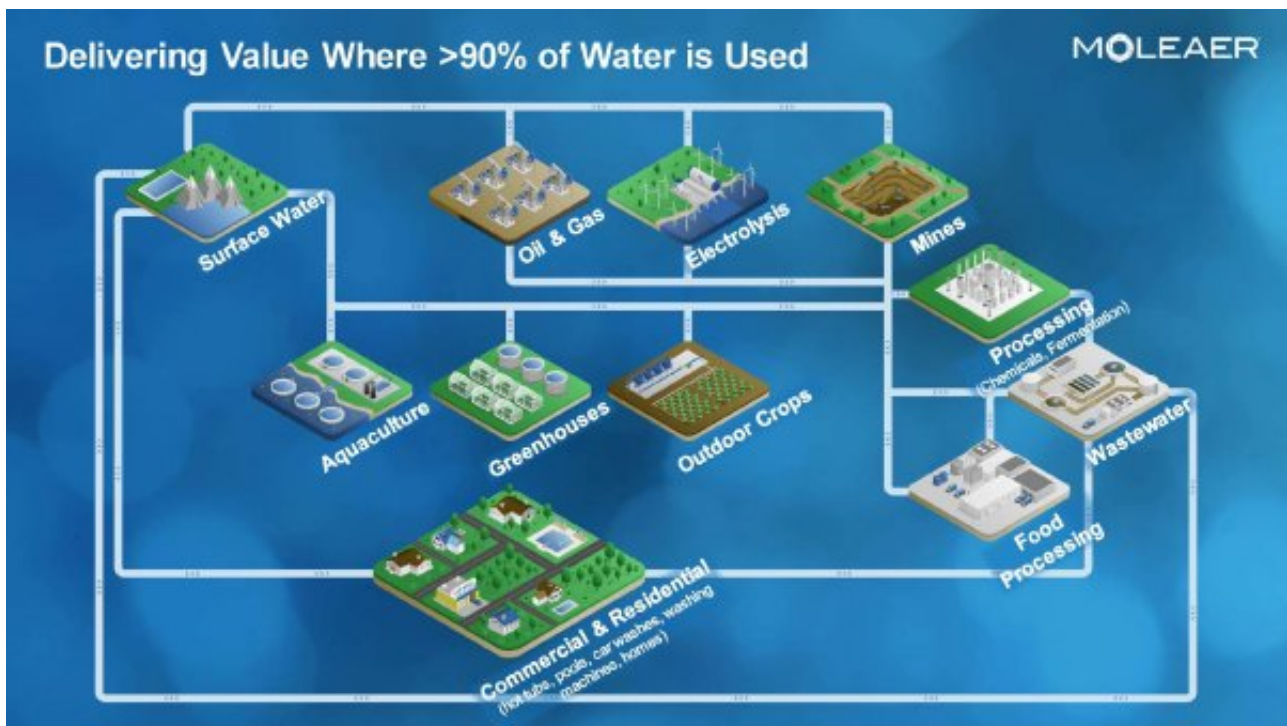 Delivering Value Where >90% of Water is Used
MOLEAER
Surface Water
Oil & Gas
Electrolysis
Mines
Processing
(Chemicals, Fermentation)
Aquaculture
Greenhouses
Outdoor Crops
Wastewater
Food
Processing
Commercial & Residential
(hot tubs, pools, car washes, washing
machines, homes)